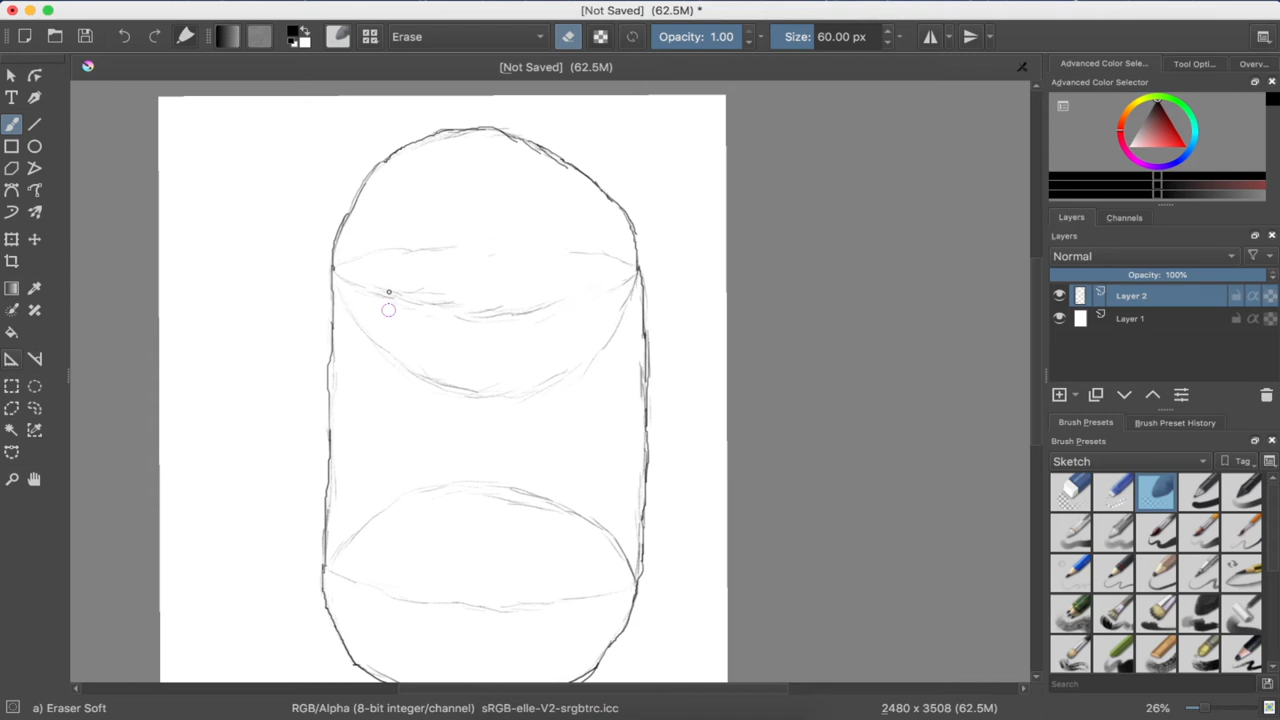 [Not Saved] (62.5M) *
Erase
Opacity: 1.00
Size: 60.00 px
[Not Saved] (62.5M)
Advanced Color Sele...
Tool Opti...
Overv...
Advanced Color Selector
Layers
Channels
Layers
Normal
Opacity: 100%
Layer 2
Layer 1
Brush Presets
Brush Preset History
Brush Presets
Sketch
Tag
Search
a) Eraser Soft
RGB/Alpha (8-bit integer/channel) sRGB-elle-V2-srgbtrc.icc
2480 x 3508 (62.5M)
26%